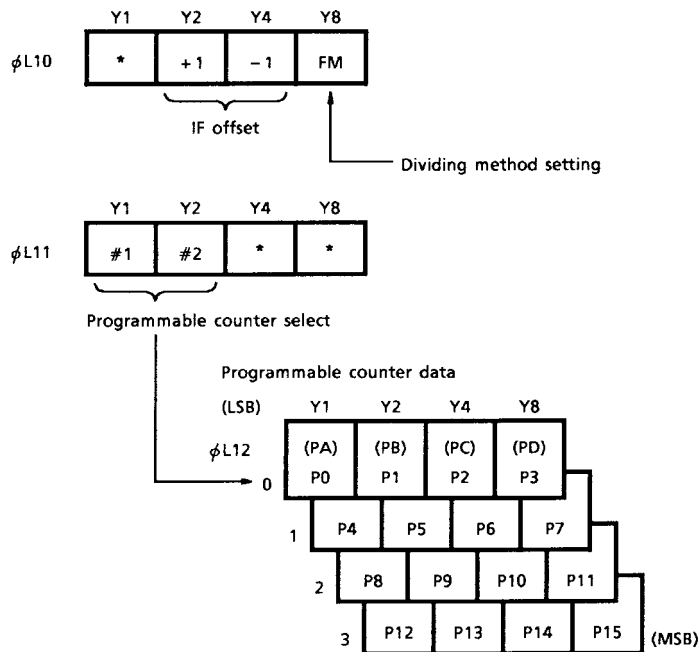 Y1 Y2 Y4 Y8
ϕL10 * +1 −1 FM
IF offset
Dividing method setting
Y1 Y2 Y4 Y8
ϕL11 #1 #2 * *
Programmable counter select
Programmable counter data
(LSB) Y1 Y2 Y4 Y8
ϕL12 (PA) (PB) (PC) (PD)
0 P0 P1 P2 P3
1 P4 P5 P6 P7
2 P8 P9 P10 P11
3 P12 P13 P14 P15 (MSB)